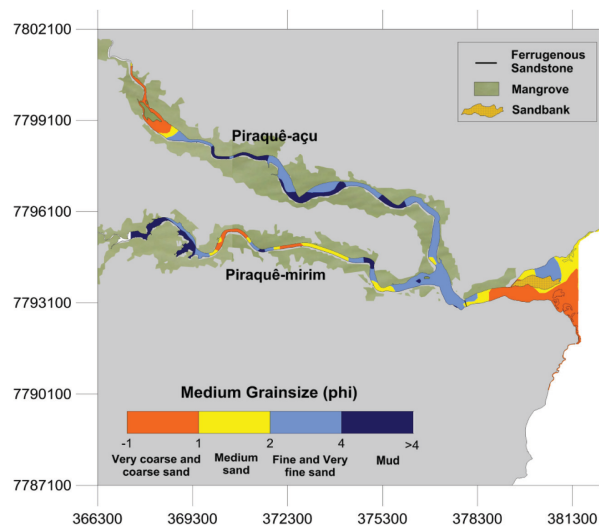 7802100
7799100
7796100
7793100
7790100
7787100
Ferrugenous
Sandstone
Mangrove
Sandbank
Piraquê-açu
Piraquê-mirim
Medium Grainsize (phi)
-1 1 2 4 >4
Very coarse and
coarse sand
Medium
sand
Fine and Very
fine sand
Mud
366300 369300 372300 375300 378300 381300